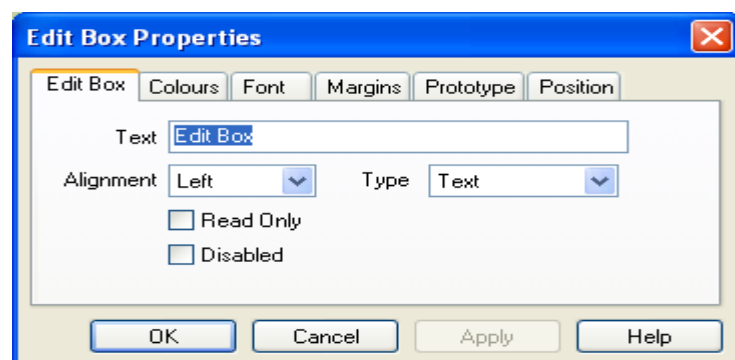 Edit Box Properties
Edit Box Colours Font Margins Prototype Position
Text Edit Box
Alignment Left Type Text
Read Only
Disabled
OK Cancel Apply Help